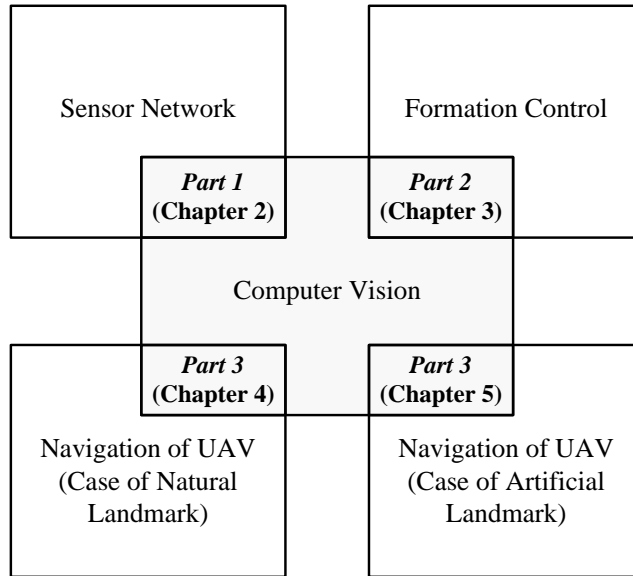 Sensor Network
Formation Control
Part 1
(Chapter 2)
Part 2
(Chapter 3)
Computer Vision
Part 3
(Chapter 4)
Part 3
(Chapter 5)
Navigation of UAV
(Case of Natural
Landmark)
Navigation of UAV
(Case of Artificial
Landmark)